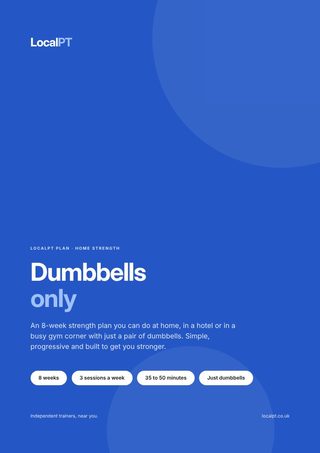 LocalPT
LOCALPT PLAN · HOME STRENGTH
Dumbbells
only
An 8-week strength plan you can do at home, in a hotel or in a
busy gym corner with just a pair of dumbbells. Simple,
progressive and built to get you stronger.
8 weeks
3 sessions a week
35 to 50 minutes
Just dumbbells
Independent trainers, near you.
localpt.co.uk